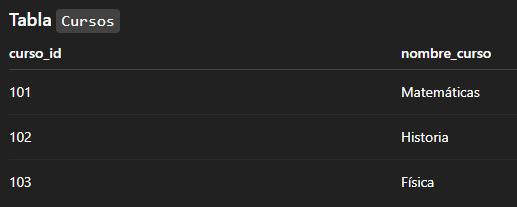 Tabla Cursos
curso_id nombre_curso
101 Matemáticas
102 Historia
103 Física